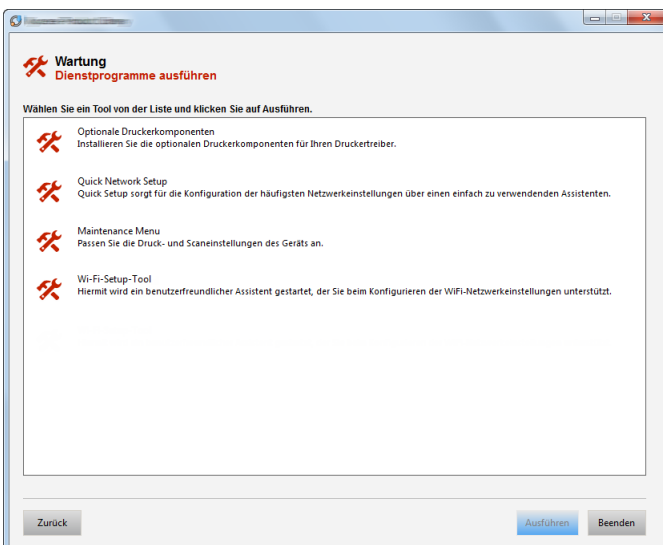 Wartung
Dienstprogramme ausführen
Wählen Sie ein Tool von der Liste und klicken Sie auf Ausführen.
Optionale Druckerkomponenten
Installieren Sie die optionalen Druckerkomponenten für Ihren Druckertreiber.
Quick Network Setup
Quick Setup sorgt für die Konfiguration der häufigsten Netzwerkeinstellungen über einen einfach zu verwendenden Assistenten.
Maintenance Menu
Passen Sie die Druck- und Scaneinstellungen des Geräts an.
Wi-Fi-Setup-Tool
Hiermit wird ein benutzerfreundlicher Assistent gestartet, der Sie beim Konfigurieren der WiFi-Netzwerkeinstellungen unterstützt.
Zurück
Ausführen
Beenden